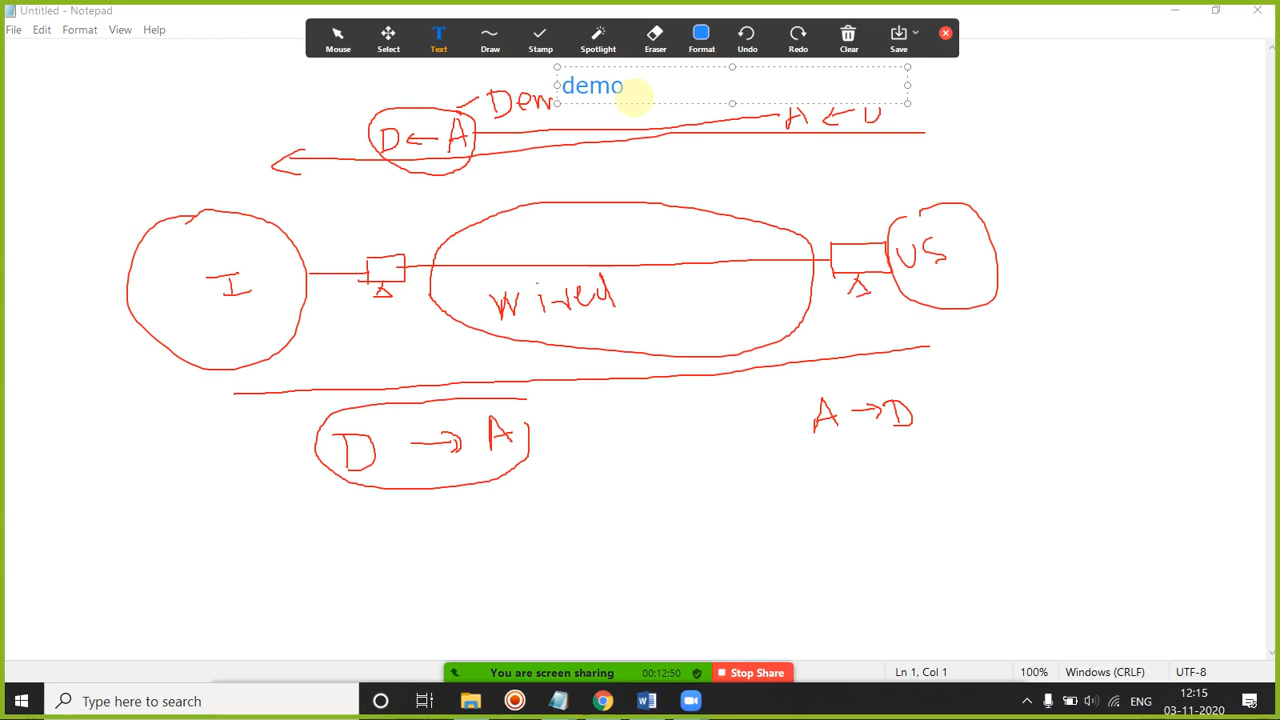 Untitled - Notepad
File Edit Format View Help
Mouse Select Text Draw Stamp Spotlight Eraser Format Undo Redo Clear Save
demo
Dem
D ← A
A ← D
I
wired
US
D → A
A → D
You are screen sharing 00:12:50 Stop Share
Ln 1, Col 1 100% Windows (CRLF) UTF-8
Type here to search
ENG 12:15
03-11-2020